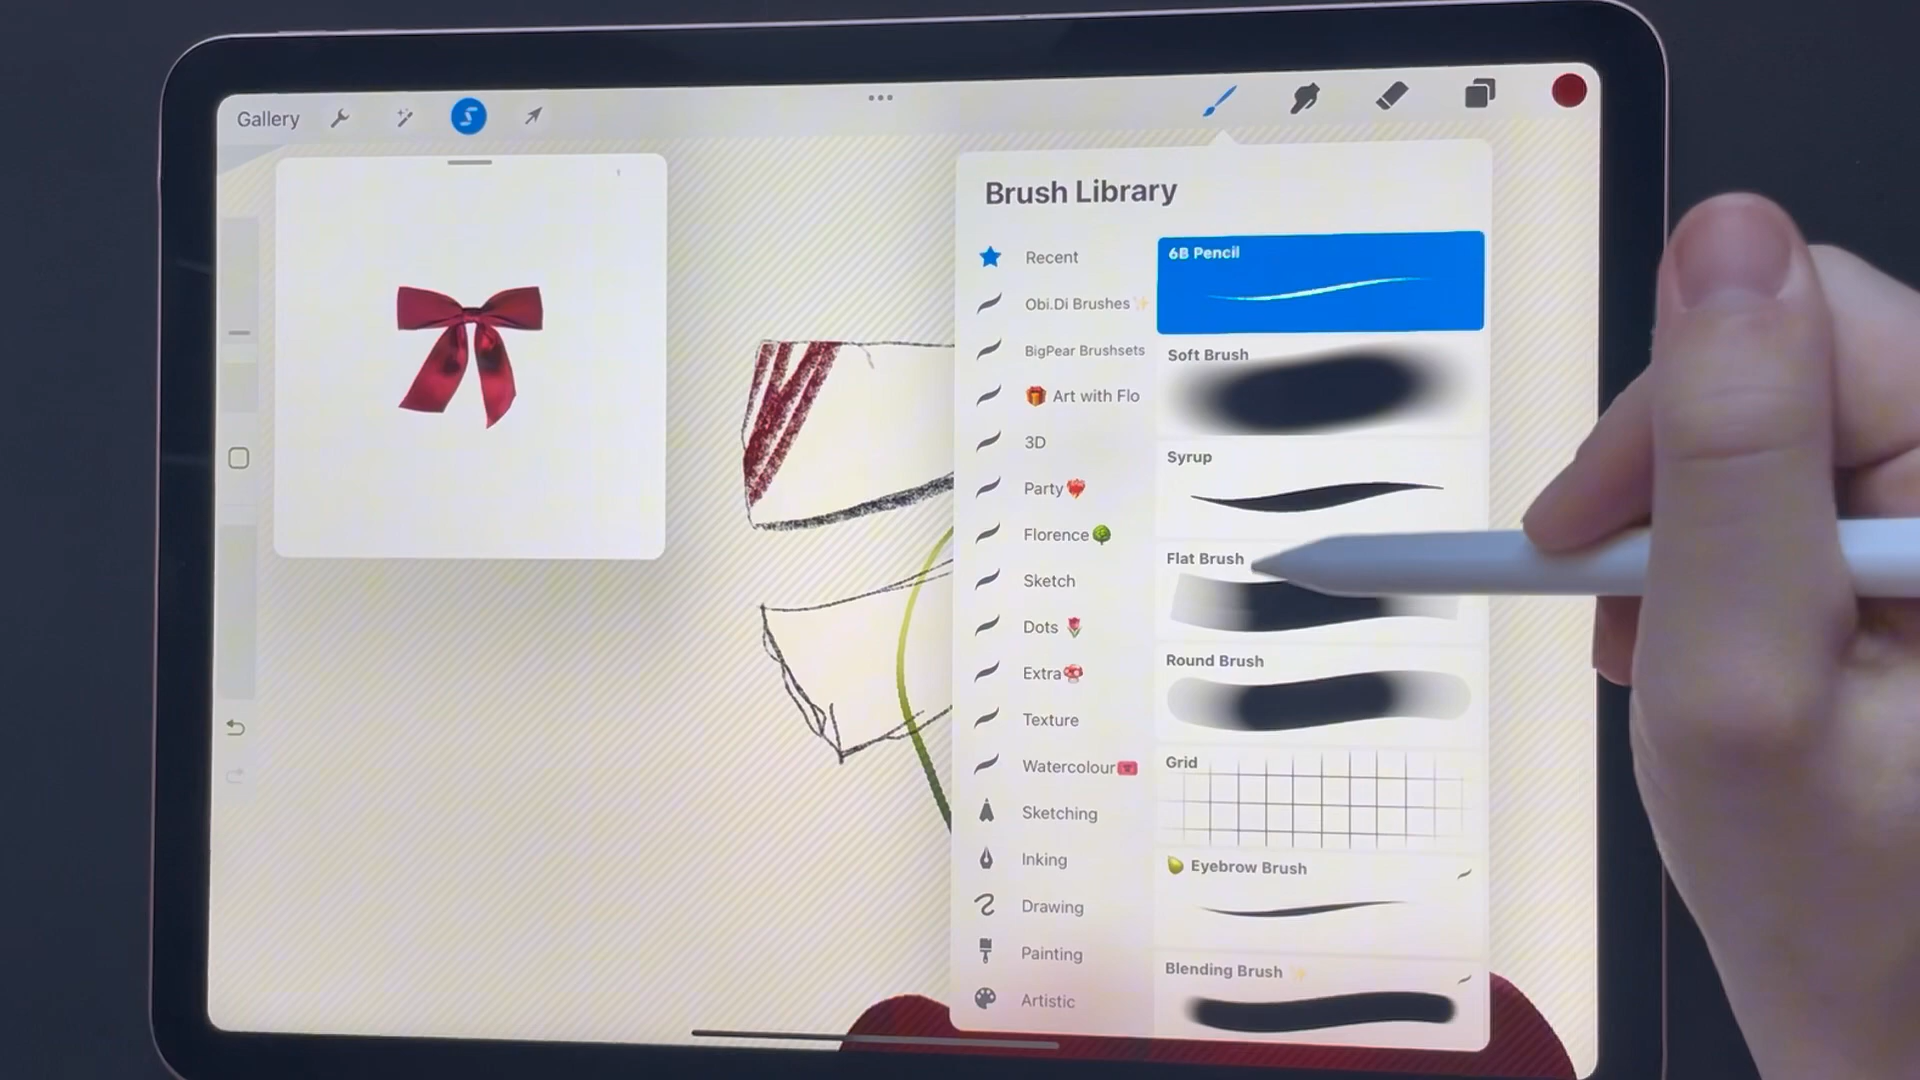 Gallery
Brush Library
Recent
Obi.Di Brushes ✨
BigPear Brushsets
🎁 Art with Flo
3D
Party❤️‍🔥
Florence🌳
Sketch
Dots 🌷
Extra🍄
Texture
Watercolour
Sketching
Inking
Drawing
Painting
Artistic
6B Pencil
Soft Brush
Syrup
Flat Brush
Round Brush
Grid
🍐 Eyebrow Brush
Blending Brush ✨